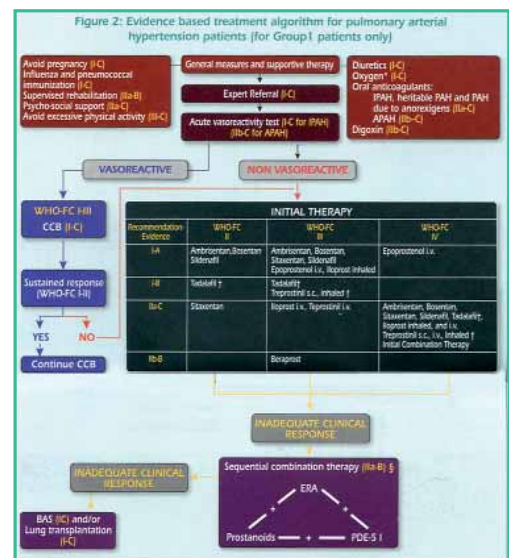 Figure 2: Evidence based treatment algorithm for pulmonary arterial
hypertension patients (for Group1 patients only)
Avoid pregnancy (I-C)
Influenza and pneumococcal
immunization (I-C)
Supervised rehabilitation (IIa-B)
Psycho-social support (IIa-C)
Avoid excessive physical activity (III-C)
General measures and supportive therapy
Expert Referral (I-C)
Acute vasoreactivity test (I-C for IPAH)
(IIb-C for APAH)
Diuretics (I-C)
Oxygen* (I-C)
Oral anticoagulants:
IPAH, heritable PAH and PAH
due to anorexigens (IIa-C)
APAH (IIb-C)
Digoxin (IIb-C)
VASOREACTIVE
NON VASOREACTIVE
WHO-FC I-III
CCB (I-C)
Sustained response
(WHO-FC I-II)
YES
NO
Continue CCB
INITIAL THERAPY
Recommendation
Evidence
WHO-FC
II
WHO-FC
III
WHO-FC
IV
I-A
Ambrisentan, Bosentan
Sildenafil
Ambrisentan, Bosentan,
Sitaxentan, Sildenafil
Epoprostenol i.v., Iloprost inhaled
Epoprostenol i.v.
Tadalafil †
Tadalafil†
Treprostinil s.c., inhaled †
IIa-C
Sitaxentan
Iloprost i.v., Teprostinil i.v.
Ambrisentan, Bosentan,
Sitaxentan, Sildenafil, Tadalafil†,
Iloprost inhaled, and i.v.
Treprostinil s.c., i.v., Inhaled †
Initial Combination Therapy
IIb-B
Beraprost
INADEQUATE CLINICAL
RESPONSE
INADEQUATE CLINICAL
RESPONSE
Sequential combination therapy (IIa-B) §
ERA
+
+
Prostanoids
+
PDE-5 I
BAS (IC) and/or
Lung transplantation
(I-C)